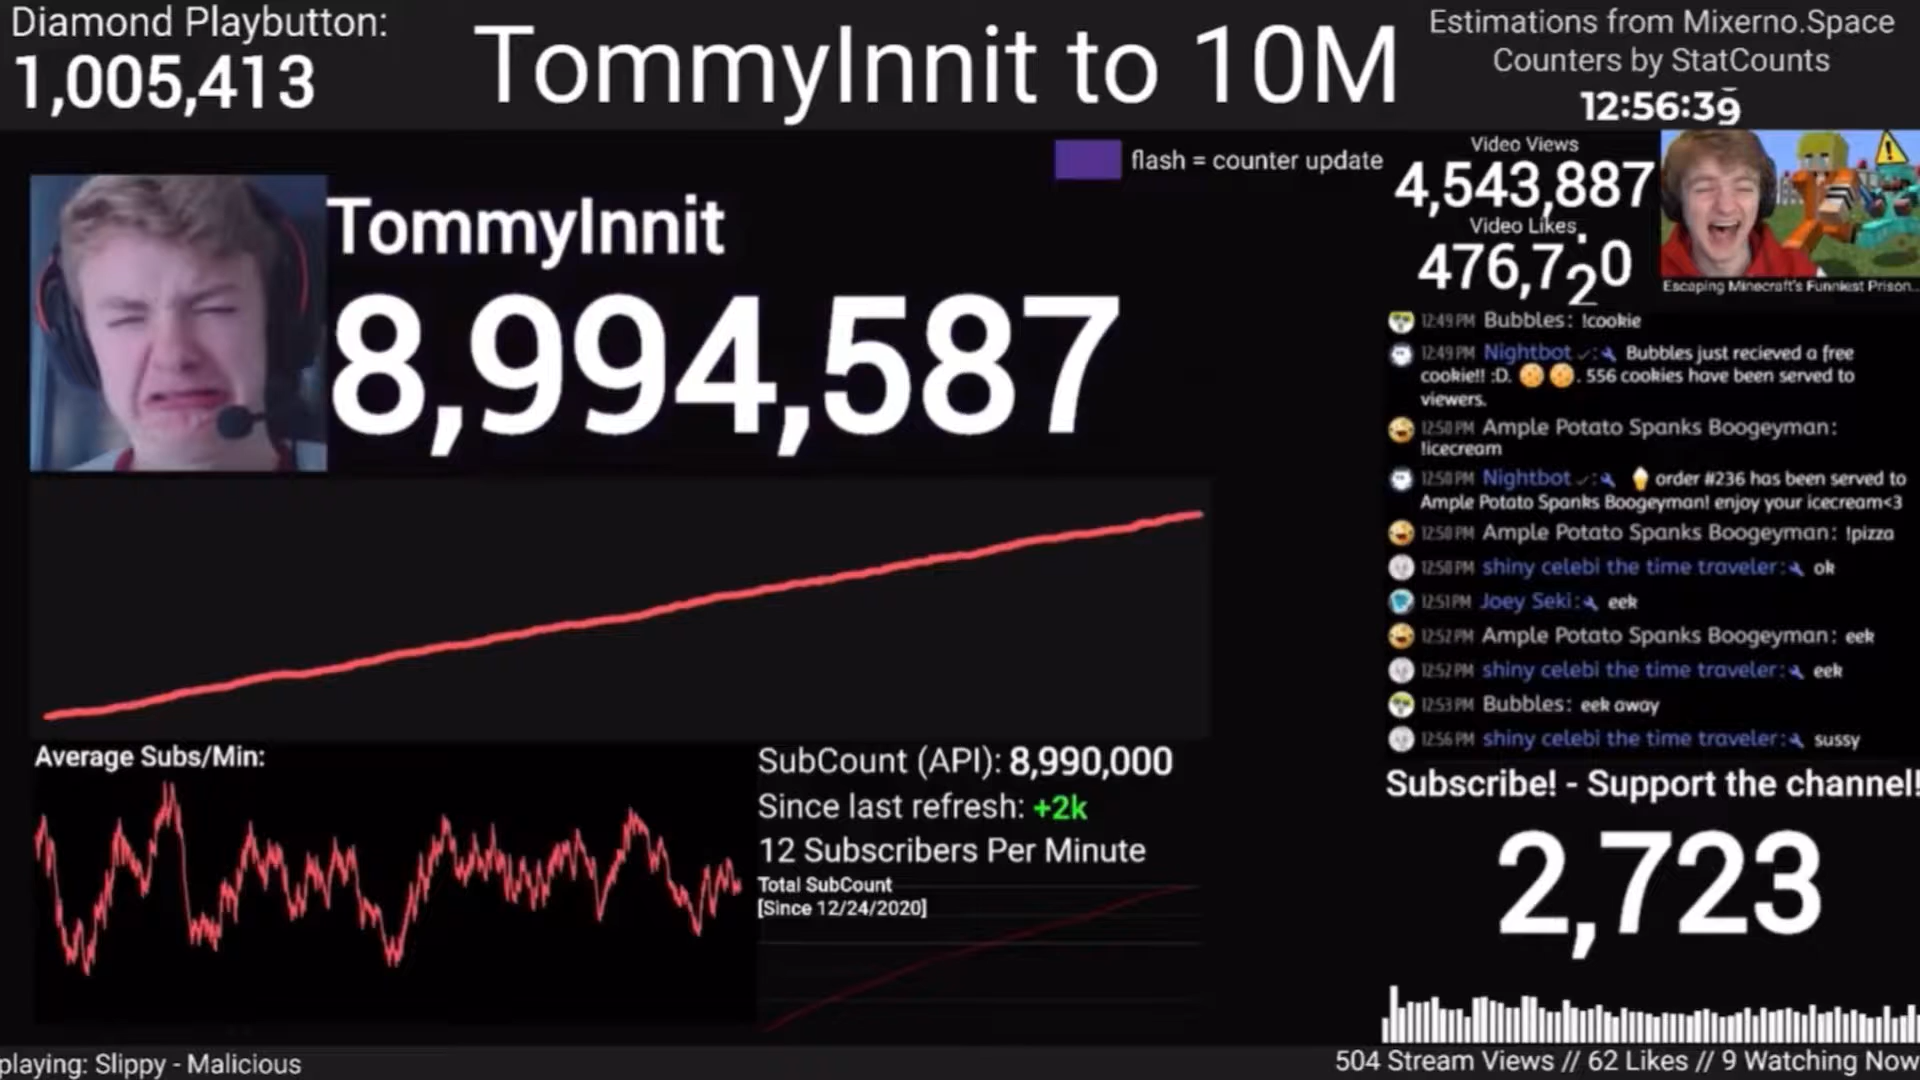 Diamond Playbutton:
1,005,413
TommyInnit to 10M
Estimations from Mixerno.Space
Counters by StatCounts
12:56:39
flash = counter update
TommyInnit
8,994,587
Video Views
4,543,887
Video Likes
476,720
Escaping Minecraft's Funniest Prison...
12:49 PM Bubbles: !cookie
12:49 PM Nightbot: Bubbles just recieved a free
cookie!! :D. 🍪 🍪. 556 cookies have been served to
viewers.
12:50 PM Ample Potato Spanks Boogeyman:
!icecream
12:50 PM Nightbot: 🍦 order #236 has been served to
Ample Potato Spanks Boogeyman! enjoy your icecream<3
12:50 PM Ample Potato Spanks Boogeyman: !pizza
12:50 PM shiny celebi the time traveler: ok
12:51 PM Joey Seki: eek
12:52 PM Ample Potato Spanks Boogeyman: eek
12:52 PM shiny celebi the time traveler: eek
12:53 PM Bubbles: eek away
12:56 PM shiny celebi the time traveler: sussy
Average Subs/Min:
SubCount (API): 8,990,000
Since last refresh: +2k
12 Subscribers Per Minute
Total SubCount
[Since 12/24/2020]
Subscribe! - Support the channel!
2,723
playing: Slippy - Malicious
504 Stream Views // 62 Likes // 9 Watching Now